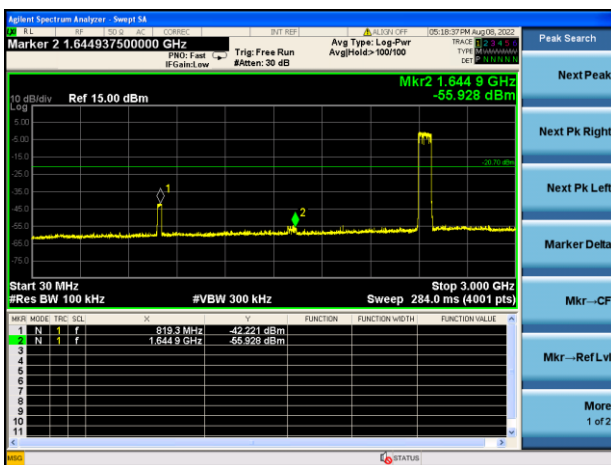 Agilent Spectrum Analyzer - Swept SA
RL RF 50 Ω AC CORREC INT REF ALIGN OFF 05:18:37 PM Aug 08, 2022
Marker 2 1.644937500000 GHz
PNO: Fast
IFGain:Low
Trig: Free Run
#Atten: 30 dB
Avg Type: Log-Pwr
Avg|Hold:>100/100
TRACE 1 2 3 4 5 6
TYPE MWWWWW
DET P N N N N N
Peak Search
Next Peak
Next Pk Right
Next Pk Left
Marker Delta
Mkr→CF
Mkr→RefLvl
More
1 of 2
Mkr2 1.644 9 GHz
-55.928 dBm
10 dB/div Ref 15.00 dBm
Log
5.00
-5.00
-15.0
-25.0
-35.0
-45.0
-55.0
-65.0
-75.0
-20.70 dBm
1
2
Start 30 MHz Stop 3.000 GHz
#Res BW 100 kHz #VBW 300 kHz Sweep 284.0 ms (4001 pts)
MKR MODE TRC SCL X Y FUNCTION FUNCTION WIDTH FUNCTION VALUE
1 N 1 f 819.3 MHz -42.221 dBm
2 N 1 f 1.644 9 GHz -55.928 dBm
3
4
5
6
7
8
9
10
11
MSG STATUS